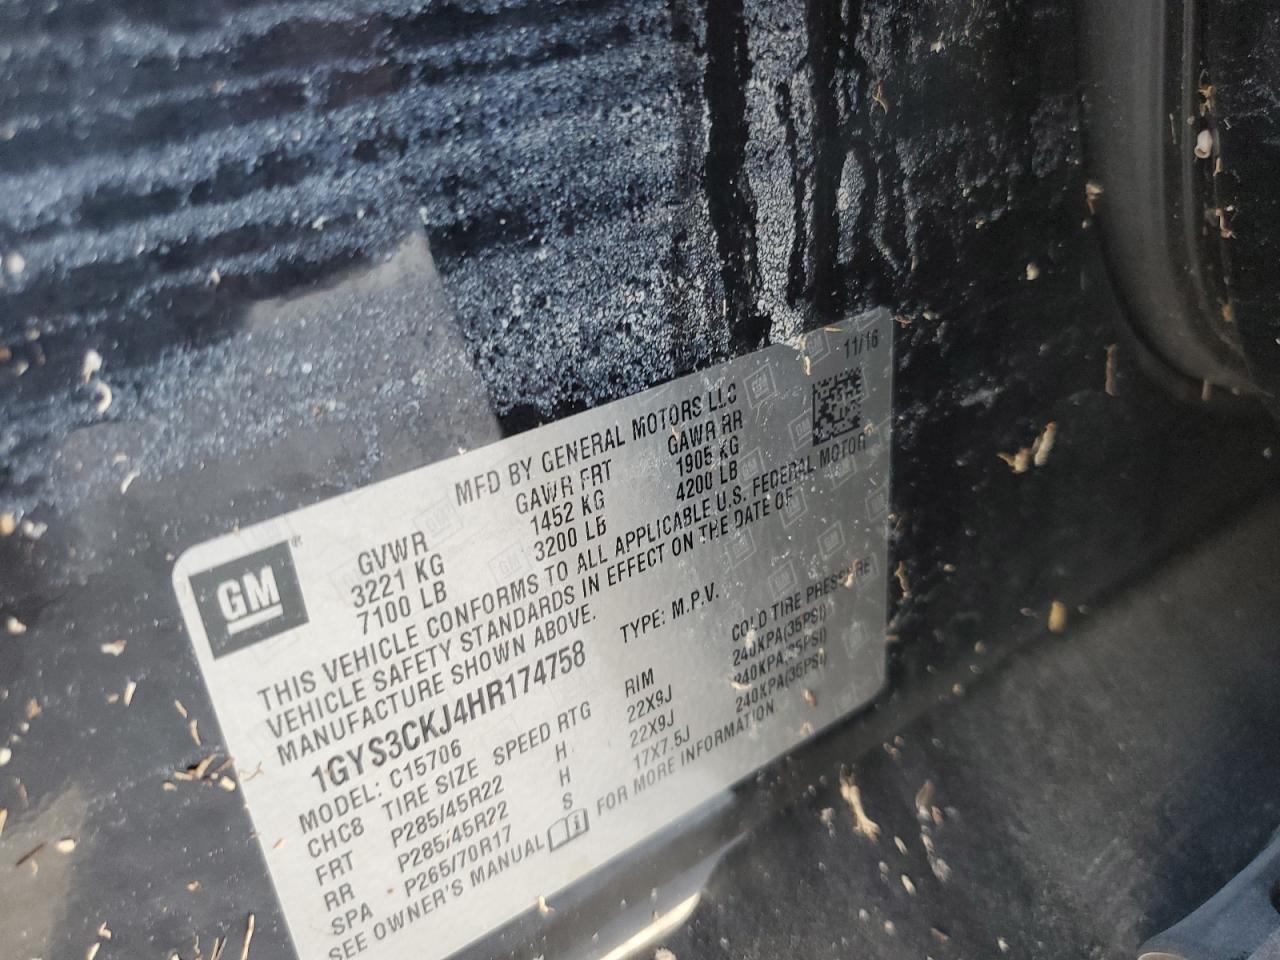 11/16
MFD BY GENERAL MOTORS LLC
GM®
GVWR GAWR FRT GAWR RR
3221 KG 1452 KG 1905 KG
7100 LB 3200 LB 4200 LB
THIS VEHICLE CONFORMS TO ALL APPLICABLE U.S. FEDERAL MOTOR
VEHICLE SAFETY STANDARDS IN EFFECT ON THE DATE OF
MANUFACTURE SHOWN ABOVE.
1GYS3CKJ4HR174758 TYPE: M.P.V.
MODEL: C15706
CHC8 TIRE SIZE SPEED RTG RIM COLD TIRE PRESSURE
FRT P285/45R22 H 22X9J 240KPA(35PSI)
RR P285/45R22 H 22X9J 240KPA(35PSI)
SPA P265/70R17 S 17X7.5J 240KPA(35PSI)
SEE OWNER'S MANUAL FOR MORE INFORMATION